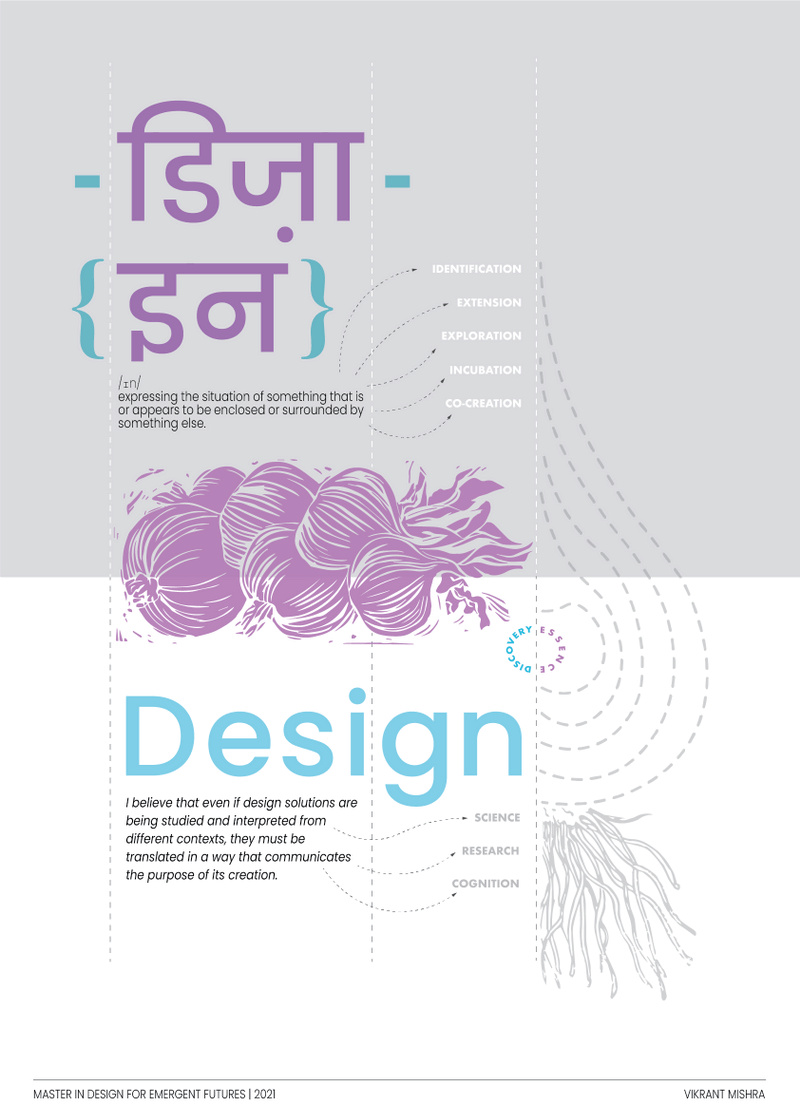 -डिज़ा-
{इन}
/ɪn/
expressing the situation of something that is
or appears to be enclosed or surrounded by
something else.
IDENTIFICATION
EXTENSION
EXPLORATION
INCUBATION
CO-CREATION
DISCOVERY ESSENCE
Design
I believe that even if design solutions are
being studied and interpreted from
different contexts, they must be
translated in a way that communicates
the purpose of its creation.
SCIENCE
RESEARCH
COGNITION
MASTER IN DESIGN FOR EMERGENT FUTURES | 2021
VIKRANT MISHRA